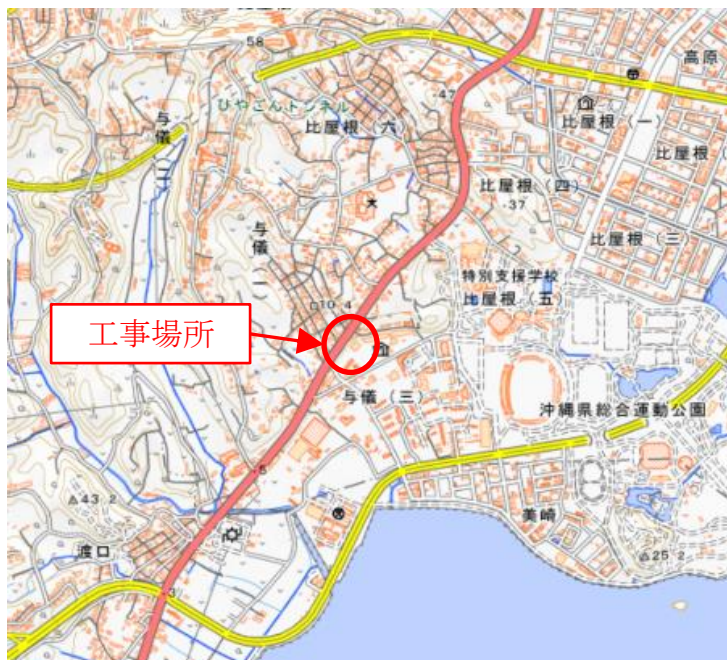 58
高原
ひやごんトンネル
・47
与儀(二)
比屋根(六
比屋根(一)
比屋根(
比屋根(四)
・37
比屋根(三)
与儀(一)
特別支援学校
比屋根(五)
10.4
工事場所
与儀(三)
沖縄県総合運動公園
5
43.2
美崎
渡口
25.2
3